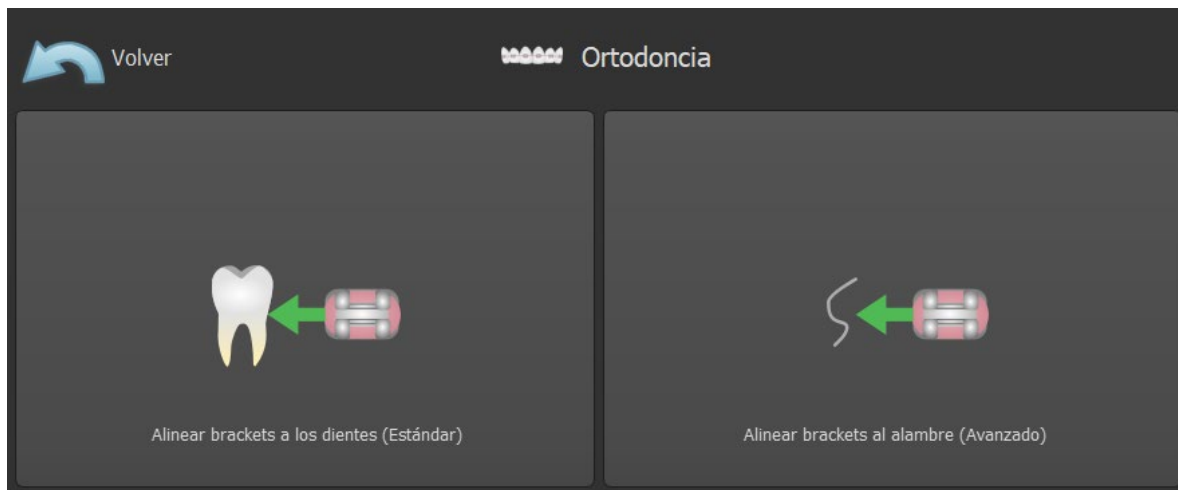 Volver
Ortodoncia
Alinear brackets a los dientes (Estándar)
Alinear brackets al alambre (Avanzado)